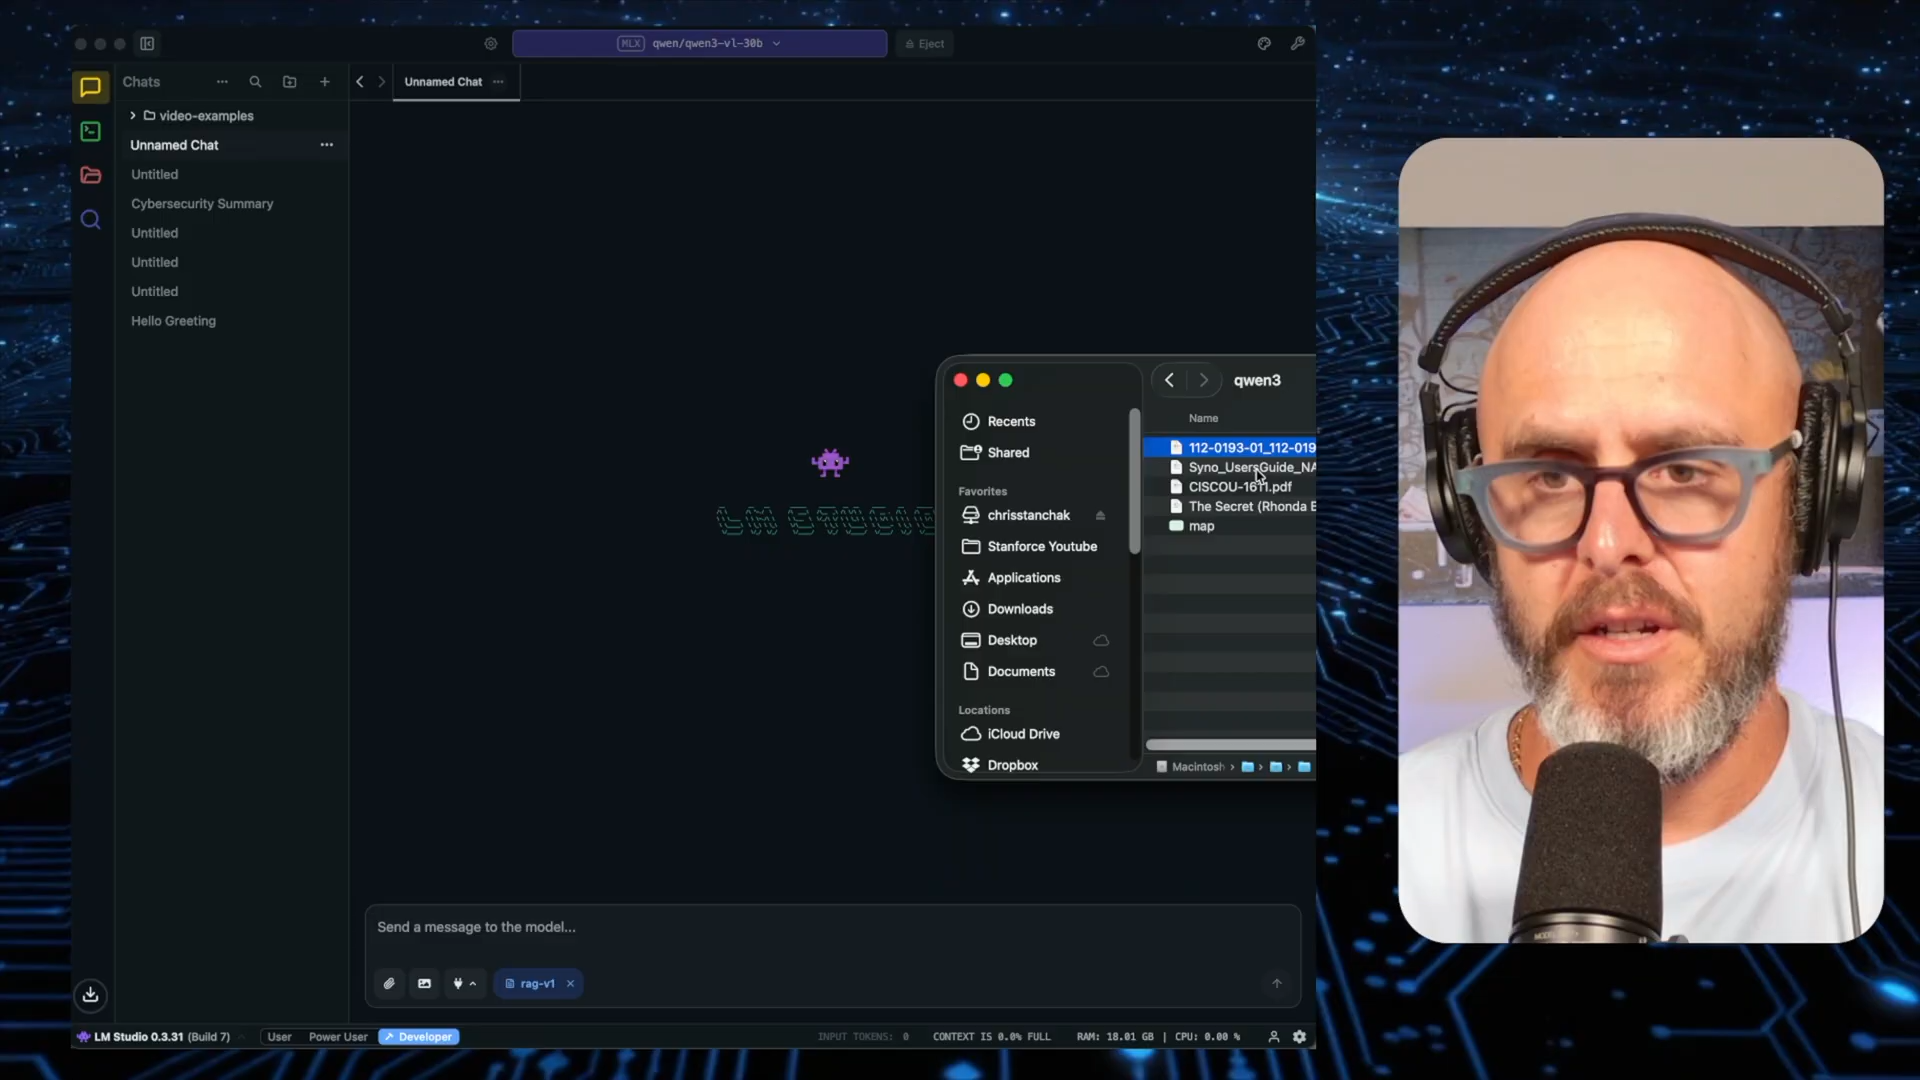 MLX qwen/qwen3-vl-30b
Eject
Chats
Unnamed Chat
video-examples
Unnamed Chat
Untitled
Cybersecurity Summary
Untitled
Untitled
Untitled
Hello Greeting
LM STUDIO
qwen3
Name
Recents
Shared
Favorites
chrisstanchak
Stanforce Youtube
Applications
Downloads
Desktop
Documents
Locations
iCloud Drive
Dropbox
112-0193-01_112-019
Syno_UsersGuide_NA
CISCOU-1611.pdf
The Secret (Rhonda B
map
Macintosh
Send a message to the model...
rag-v1
LM Studio 0.3.31 (Build 7)
User
Power User
Developer
INPUT TOKENS: 0
CONTEXT IS 0.0% FULL
RAM: 18.01 GB | CPU: 0.00 %